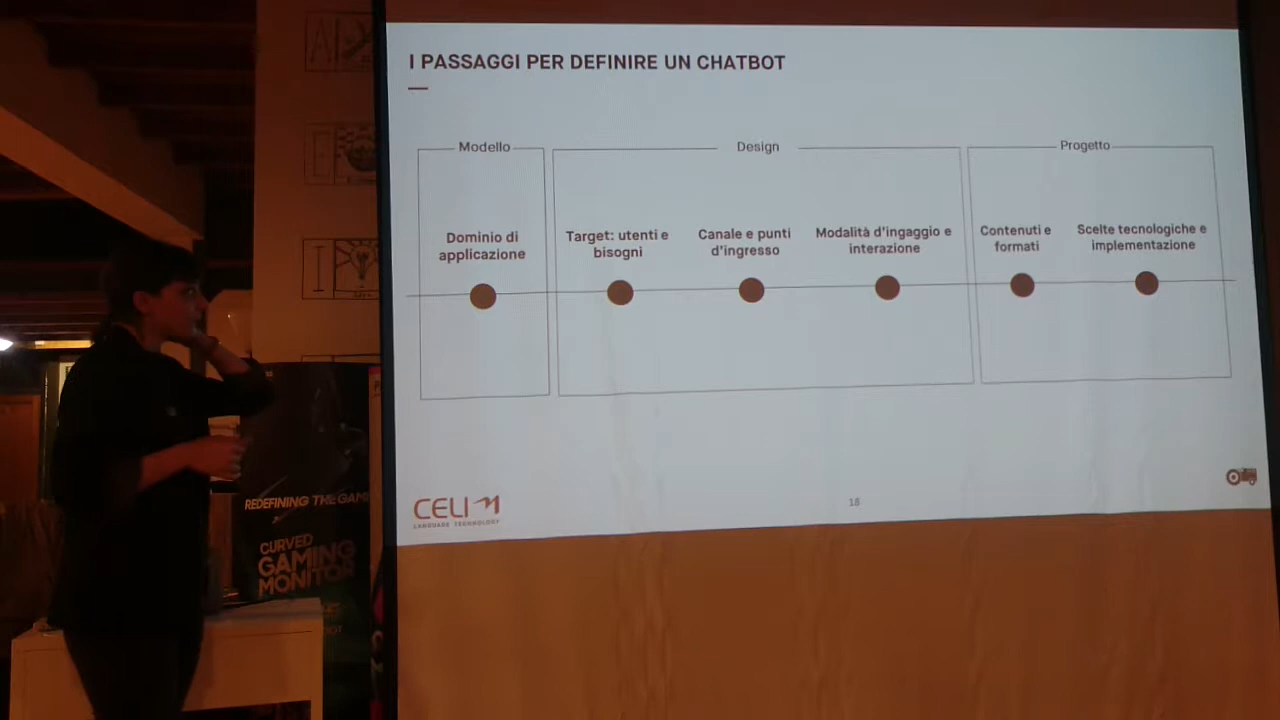 I PASSAGGI PER DEFINIRE UN CHATBOT
Modello
Design
Progetto
Dominio di
applicazione
Target: utenti e
bisogni
Canale e punti
d'ingresso
Modalità d'ingaggio e
interazione
Contenuti e
formati
Scelte tecnologiche e
implementazione
CELI
LANGUAGE TECHNOLOGY
18
REDEFINING THE GAM
CURVED
GAMING
MONITOR